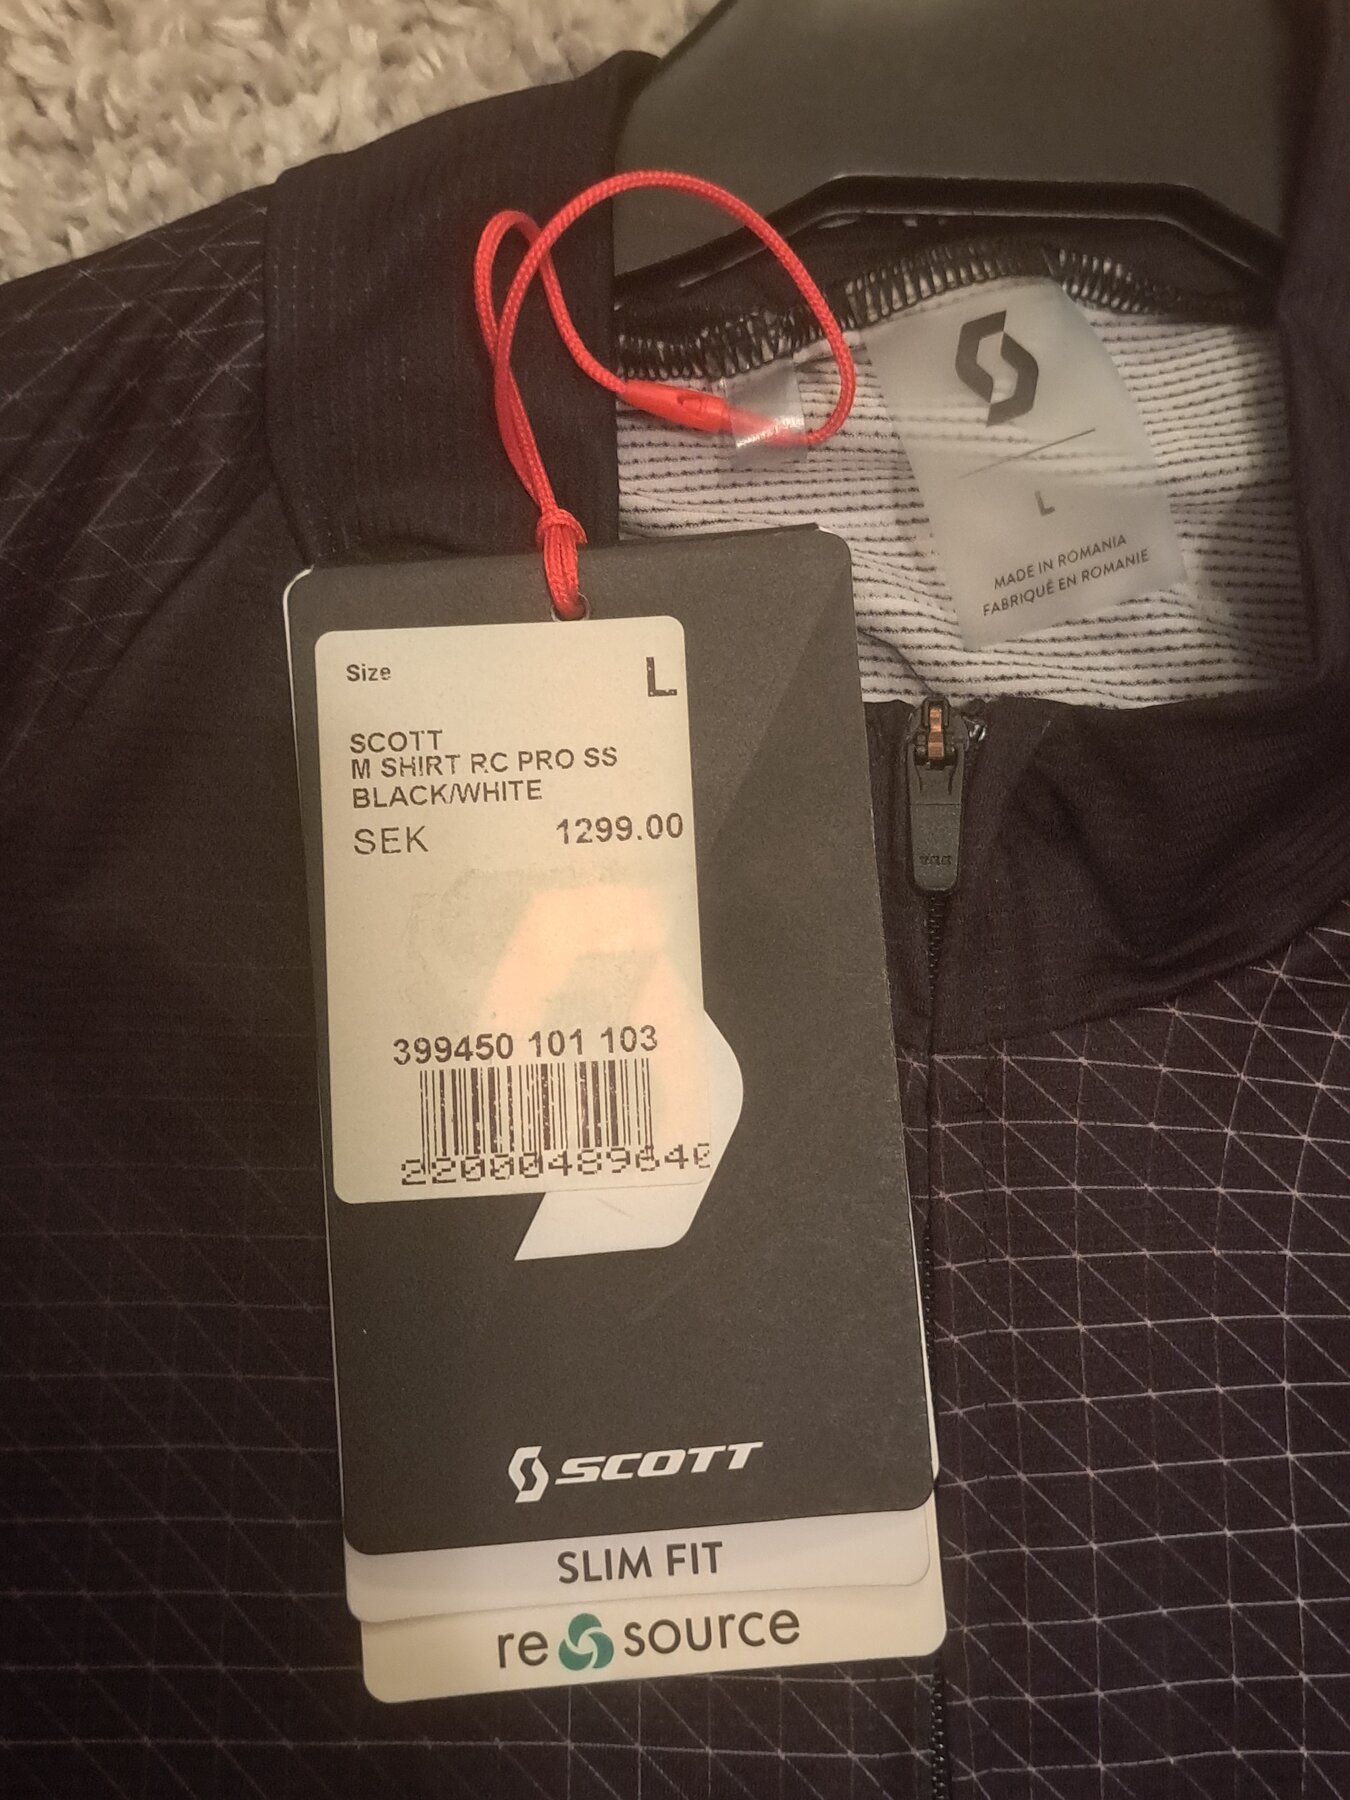 L
MADE IN ROMANIA
FABRIQUÉ EN ROMANIE
Size L
SCOTT
M SHIRT RC PRO SS
BLACK/WHITE
SEK 1299.00
399450 101 103
22000489640
SCOTT
SLIM FIT
re source